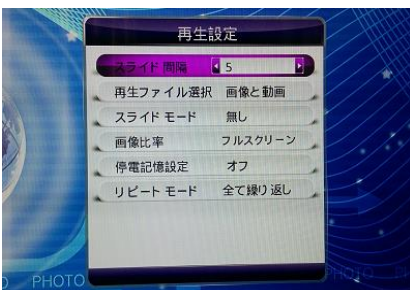 再生設定
スライド 間隔 5
再生ファイル選択 画像と動画
スライド モード 無し
画像比率 フルスクリーン
停電記憶設定 オフ
リピート モード 全て繰り返し
PHOTO